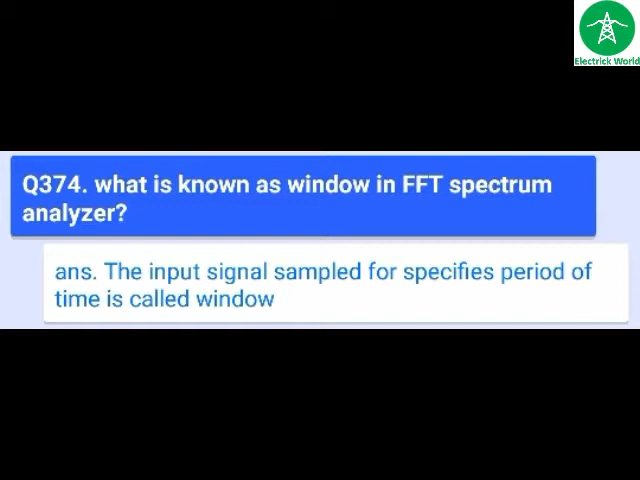 Electrick World
Q374. what is known as window in FFT spectrum
analyzer?
ans. The input signal sampled for specifies period of
time is called window